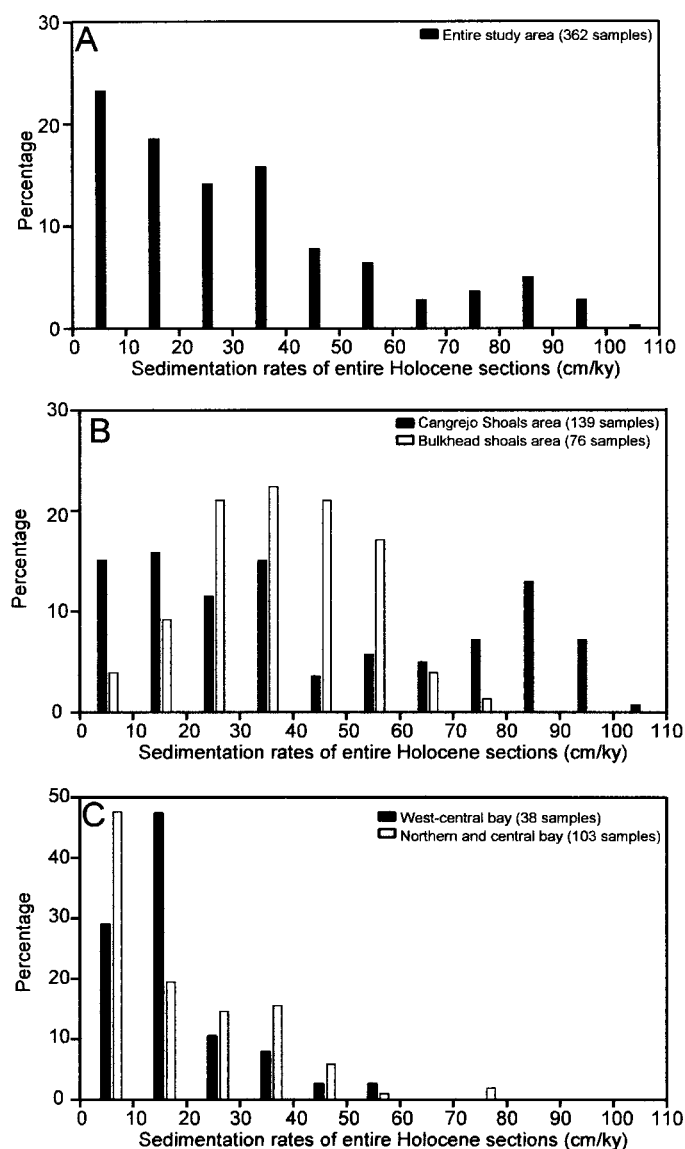 A
Entire study area (362 samples)
30
20
10
0
Percentage
0 10 20 30 40 50 60 70 80 90 100 110
Sedimentation rates of entire Holocene sections (cm/ky)
B
Cangrejo Shoals area (139 samples)
Bulkhead shoals area (76 samples)
30
20
10
0
Percentage
0 10 20 30 40 50 60 70 80 90 100 110
Sedimentation rates of entire Holocene sections (cm/ky)
C
West-central bay (38 samples)
Northern and central bay (103 samples)
50
40
30
20
10
0
Percentage
0 10 20 30 40 50 60 70 80 90 100 110
Sedimentation rates of entire Holocene sections (cm/ky)